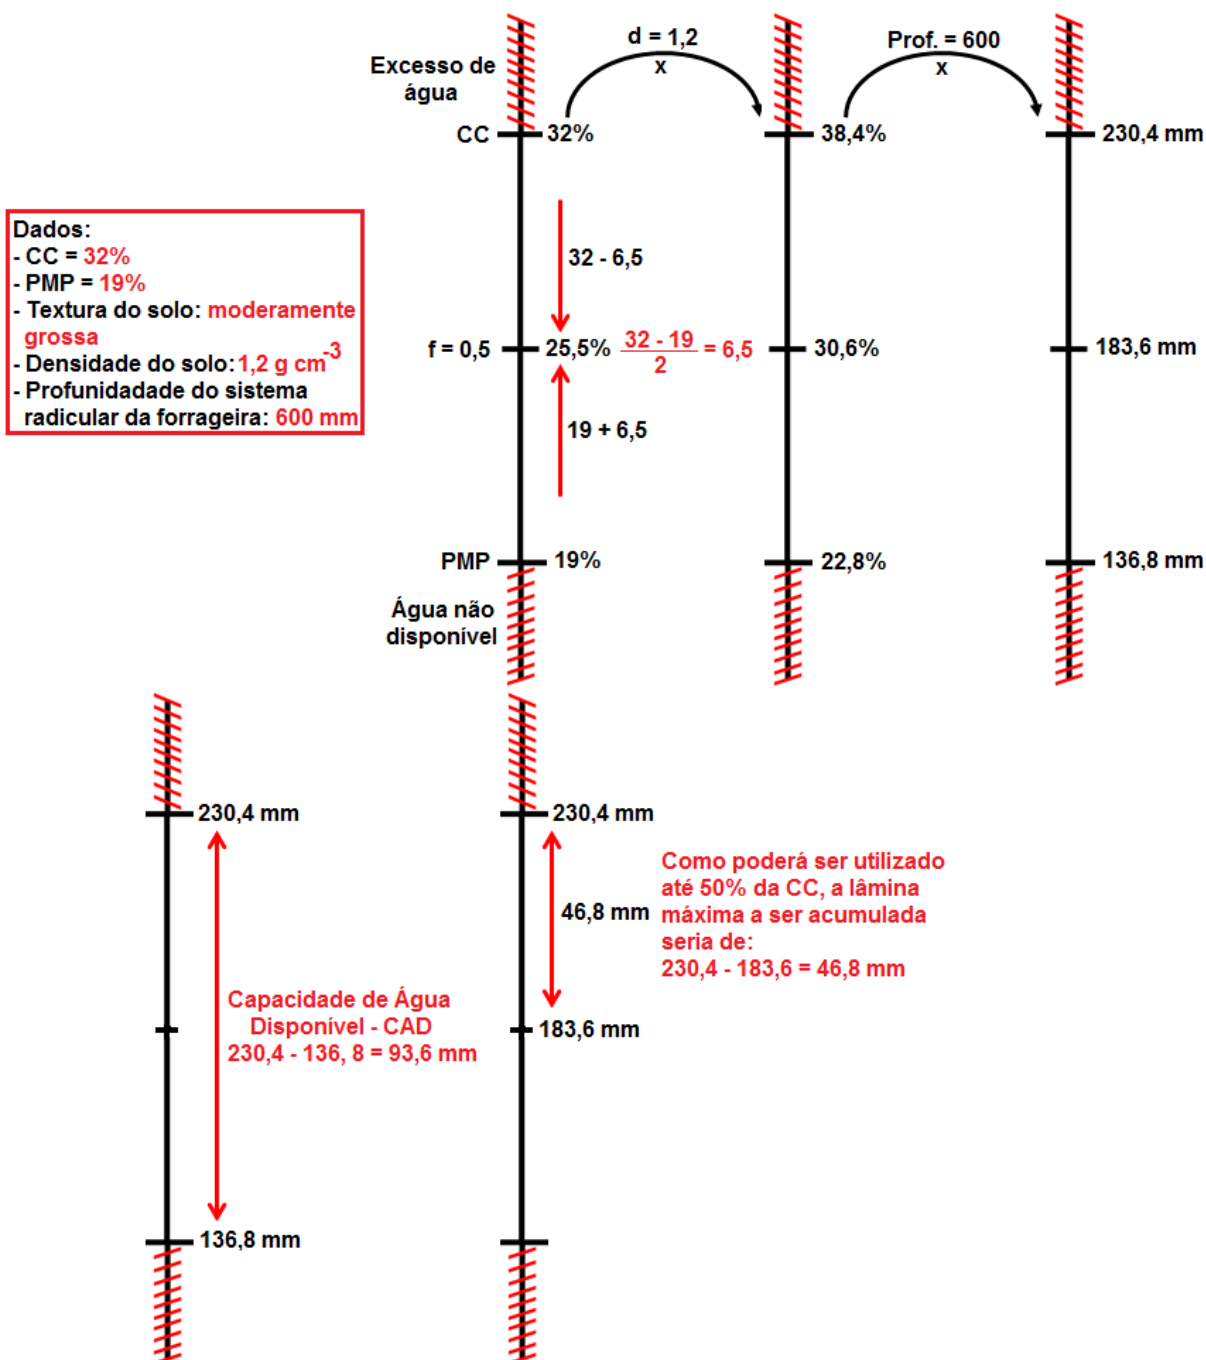 d = 1,2
x
Prof. = 600
x
Excesso de
água
CC
32%
38,4%
230,4 mm
Dados:
- CC = 32%
- PMP = 19%
- Textura do solo: moderamente
grossa
- Densidade do solo: 1,2 g cm-3
- Profunidadade do sistema
radicular da forrageira: 600 mm
32 - 6,5
f = 0,5
25,5%
32 - 19
2
= 6,5
30,6%
183,6 mm
19 + 6,5
PMP
19%
22,8%
136,8 mm
Água não
disponível
230,4 mm
Capacidade de Água
Disponível - CAD
230,4 - 136, 8 = 93,6 mm
136,8 mm
230,4 mm
46,8 mm
Como poderá ser utilizado
até 50% da CC, a lâmina
máxima a ser acumulada
seria de:
230,4 - 183,6 = 46,8 mm
183,6 mm